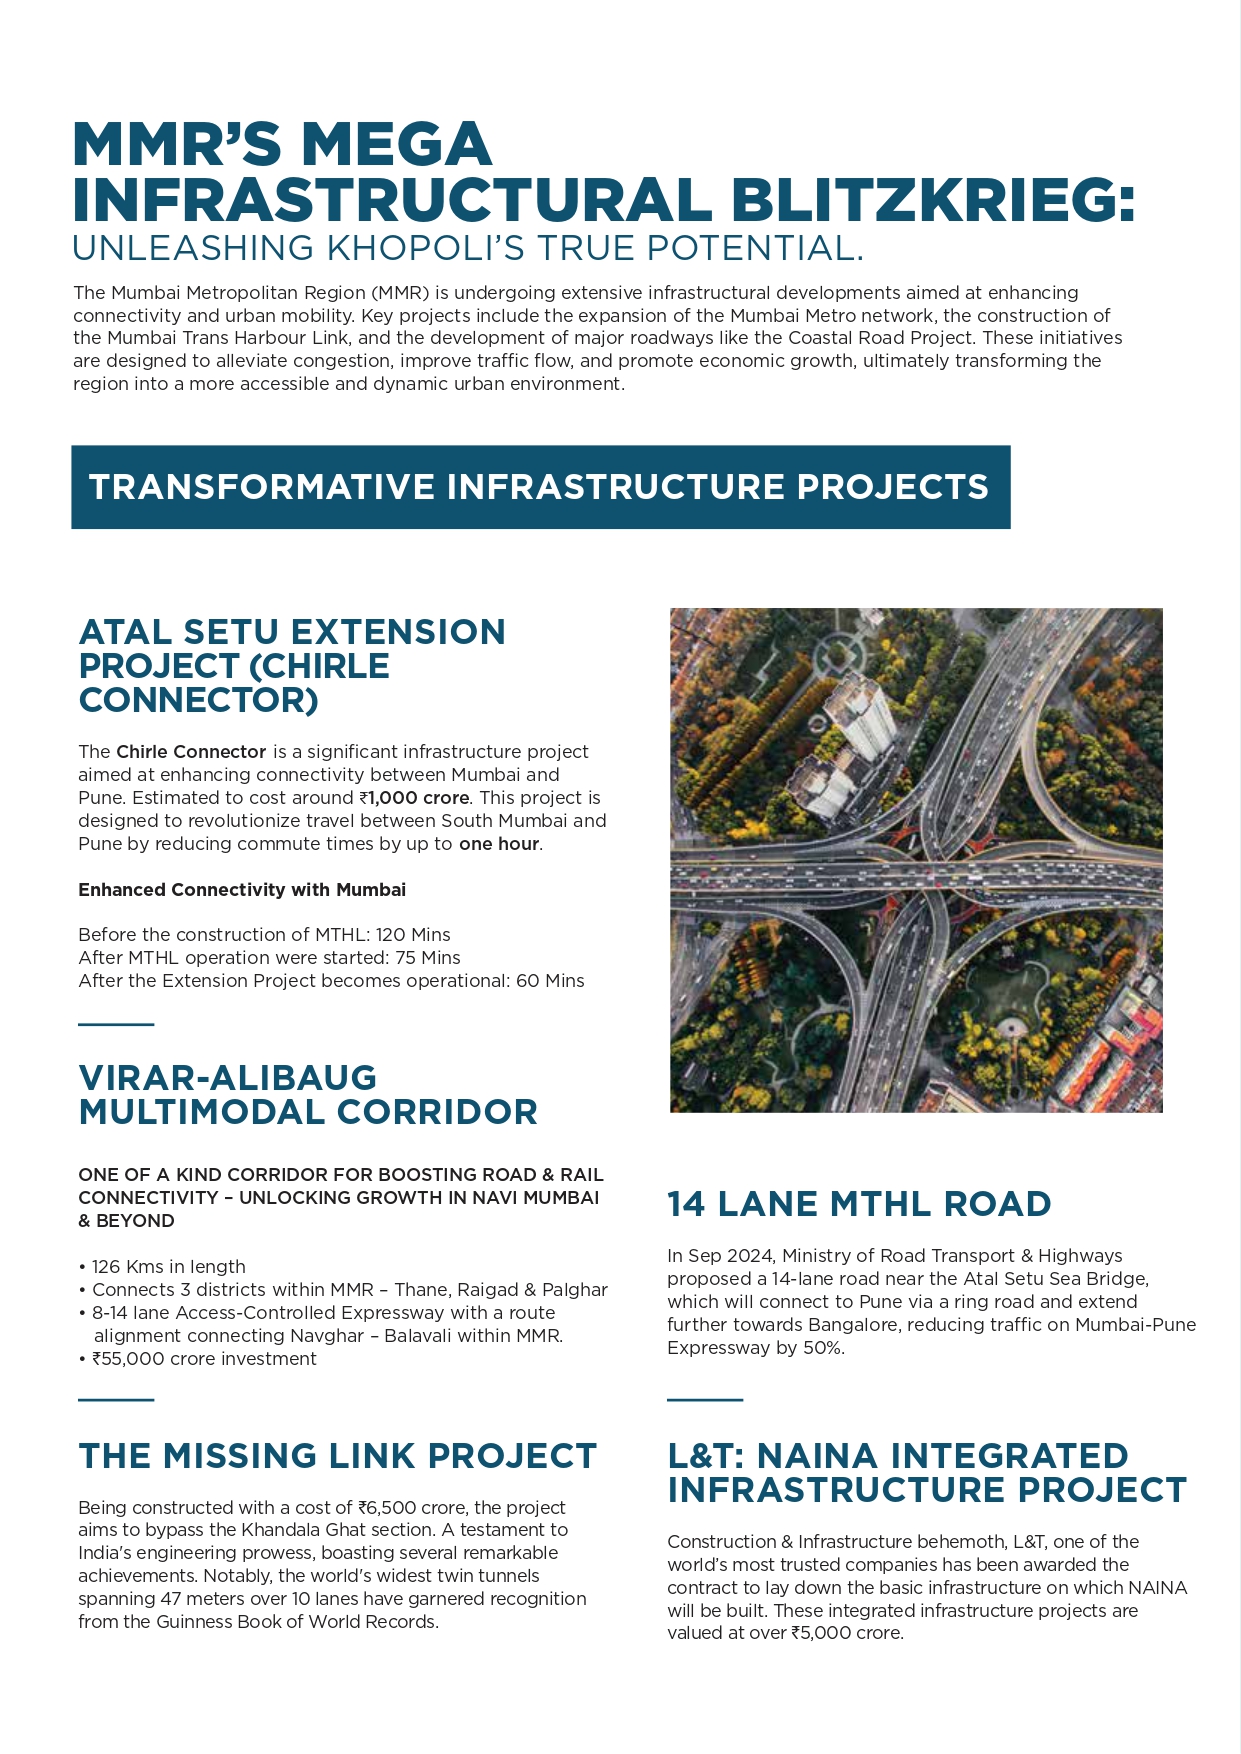 MMR’S MEGA
INFRASTRUCTURAL BLITZKRIEG:
UNLEASHING KHOPOLI’S TRUE POTENTIAL.
The Mumbai Metropolitan Region (MMR) is undergoing extensive infrastructural developments aimed at enhancing
connectivity and urban mobility. Key projects include the expansion of the Mumbai Metro network, the construction of
the Mumbai Trans Harbour Link, and the development of major roadways like the Coastal Road Project. These initiatives
are designed to alleviate congestion, improve traffic flow, and promote economic growth, ultimately transforming the
region into a more accessible and dynamic urban environment.
TRANSFORMATIVE INFRASTRUCTURE PROJECTS
ATAL SETU EXTENSION
PROJECT (CHIRLE
CONNECTOR)
The Chirle Connector is a significant infrastructure project
aimed at enhancing connectivity between Mumbai and
Pune. Estimated to cost around ₹1,000 crore. This project is
designed to revolutionize travel between South Mumbai and
Pune by reducing commute times by up to one hour.
Enhanced Connectivity with Mumbai
Before the construction of MTHL: 120 Mins
After MTHL operation were started: 75 Mins
After the Extension Project becomes operational: 60 Mins
VIRAR-ALIBAUG
MULTIMODAL CORRIDOR
ONE OF A KIND CORRIDOR FOR BOOSTING ROAD & RAIL
CONNECTIVITY – UNLOCKING GROWTH IN NAVI MUMBAI
& BEYOND
• 126 Kms in length
• Connects 3 districts within MMR – Thane, Raigad & Palghar
• 8-14 lane Access-Controlled Expressway with a route
alignment connecting Navghar – Balavali within MMR.
• ₹55,000 crore investment
THE MISSING LINK PROJECT
Being constructed with a cost of ₹6,500 crore, the project
aims to bypass the Khandala Ghat section. A testament to
India's engineering prowess, boasting several remarkable
achievements. Notably, the world's widest twin tunnels
spanning 47 meters over 10 lanes have garnered recognition
from the Guinness Book of World Records.
14 LANE MTHL ROAD
In Sep 2024, Ministry of Road Transport & Highways
proposed a 14-lane road near the Atal Setu Sea Bridge,
which will connect to Pune via a ring road and extend
further towards Bangalore, reducing traffic on Mumbai-Pune
Expressway by 50%.
L&T: NAINA INTEGRATED
INFRASTRUCTURE PROJECT
Construction & Infrastructure behemoth, L&T, one of the
world’s most trusted companies has been awarded the
contract to lay down the basic infrastructure on which NAINA
will be built. These integrated infrastructure projects are
valued at over ₹5,000 crore.